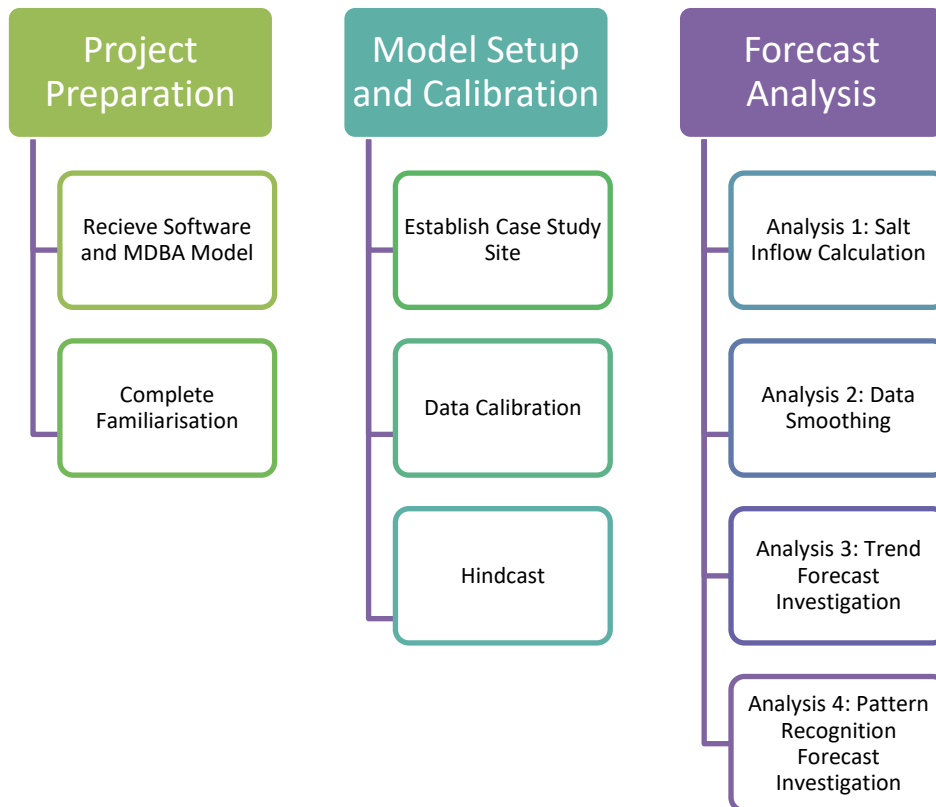 Project
Preparation
Recieve Software
and MDBA Model
Complete
Familiarisation
Model Setup
and Calibration
Establish Case Study
Site
Data Calibration
Hindcast
Forecast
Analysis
Analysis 1: Salt
Inflow Calculation
Analysis 2: Data
Smoothing
Analysis 3: Trend
Forecast
Investigation
Analysis 4: Pattern
Recognition
Forecast
Investigation